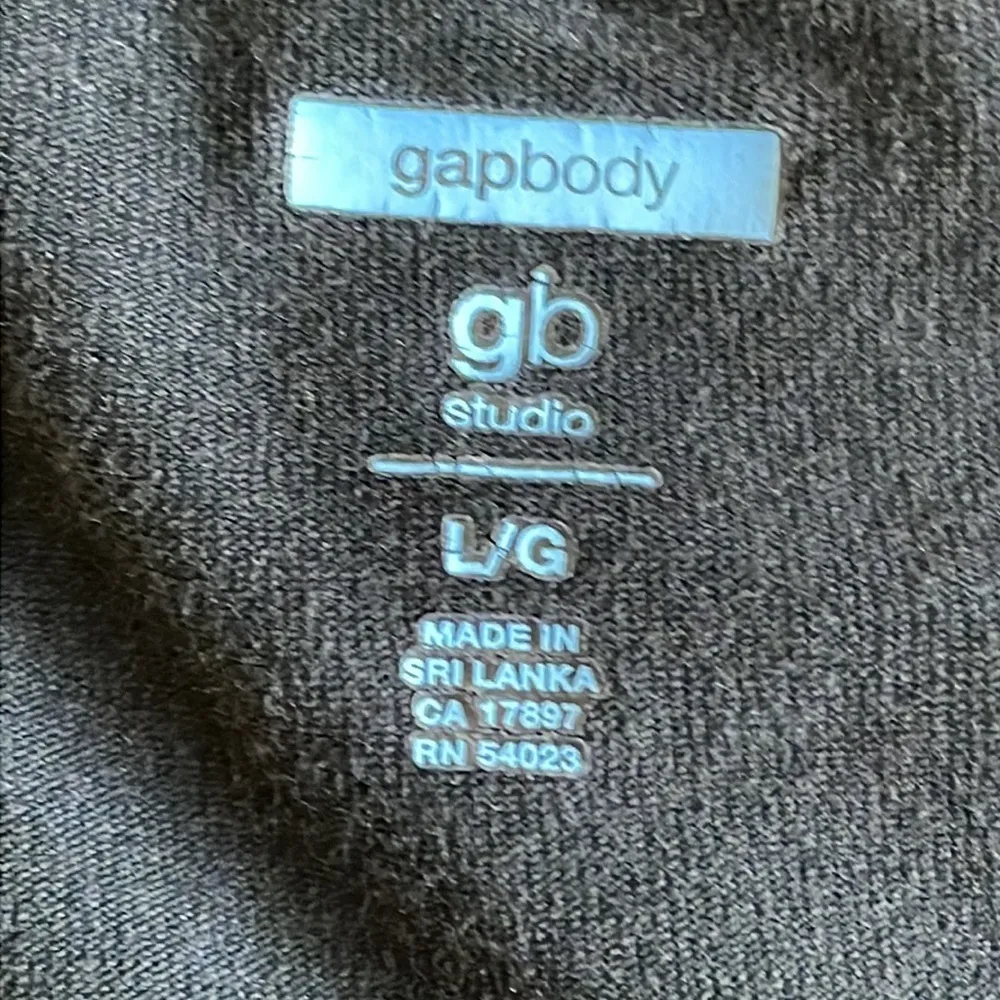 gapbody
gb
studio
L/G
MADE IN
SRI LANKA
CA 17897
RN 54023